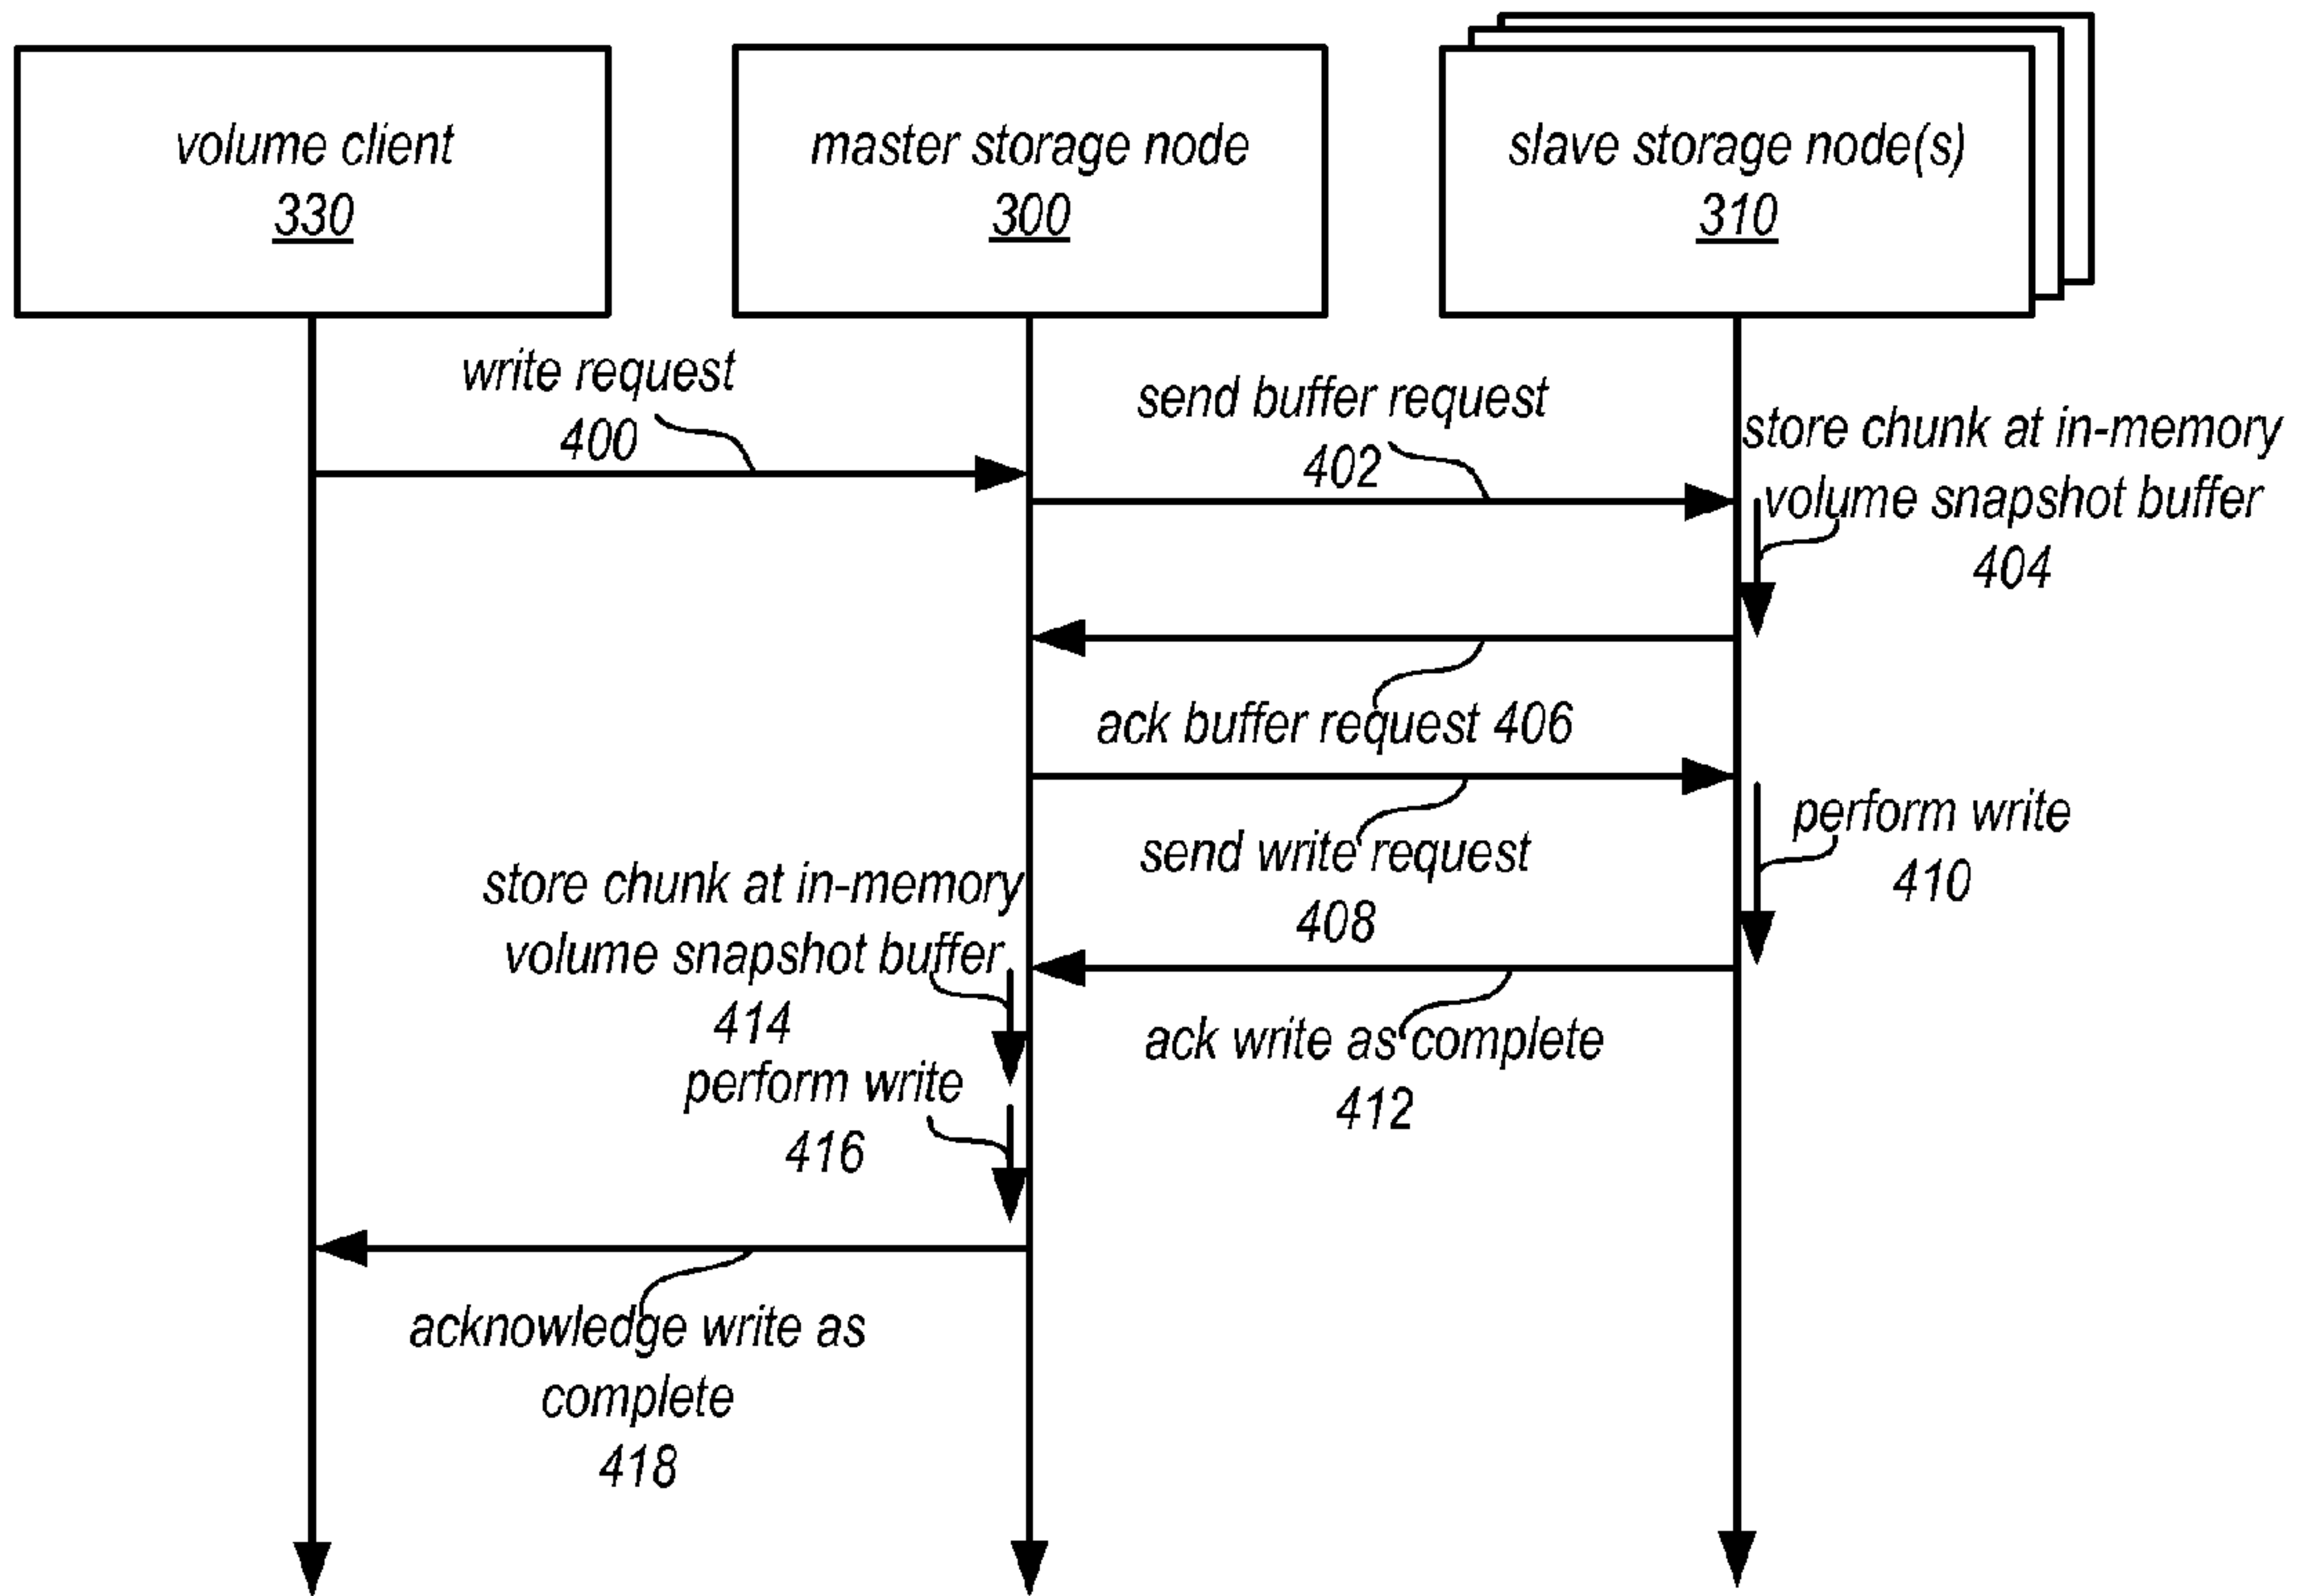 volume client
330
master storage node
300
slave storage node(s)
310
write request
400
send buffer request
402
store chunk at in-memory
volume snapshot buffer
404
ack buffer request 406
send write request
408
perform write
410
store chunk at in-memory
volume snapshot buffer
414
ack write as complete
412
perform write
416
acknowledge write as
complete
418